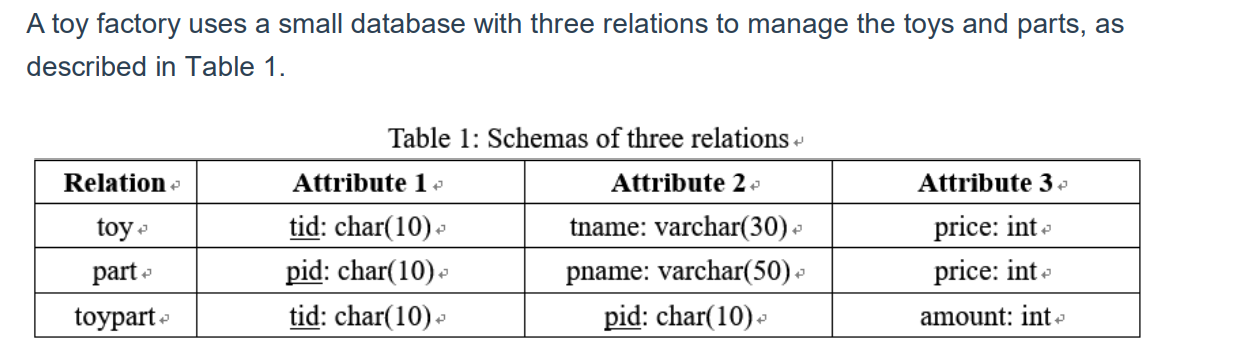 A toy factory uses a small database with three relations to manage the toys and parts, as
described in Table 1.
Table 1: Schemas of three relations
Relation Attribute 1 Attribute 2 Attribute 3
toy tid: char(10) tname: varchar(30) price: int
part pid: char(10) pname: varchar(50) price: int
toypart tid: char(10) pid: char(10) amount: int